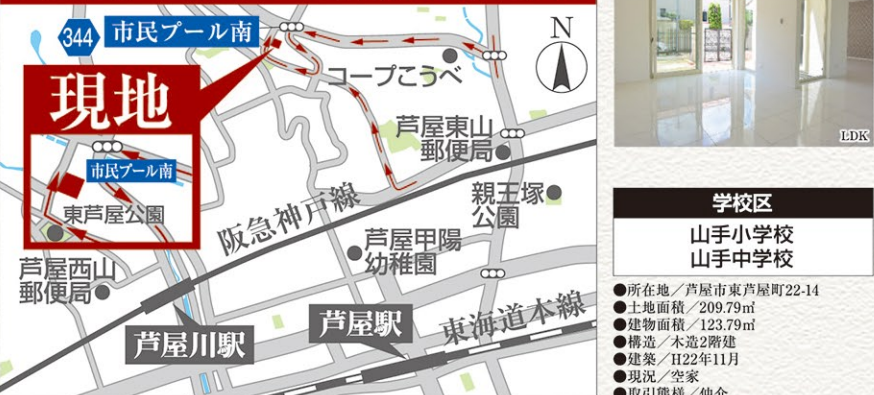 344 市民プール南
N
現地
コープこうべ
芦屋東山
郵便局
市民プール南
東芦屋公園
阪急神戸線
親王塚
公園
芦屋甲陽
幼稚園
芦屋西山
郵便局
芦屋川駅
芦屋駅
東海道本線
LDK
学校区
山手小学校
山手中学校
●所在地／芦屋市東芦屋町22-14
●土地面積／209.79㎡
●建物面積／123.79㎡
●構造／木造2階建
●建築／H22年11月
●現況／空家
●取引態様／仲介